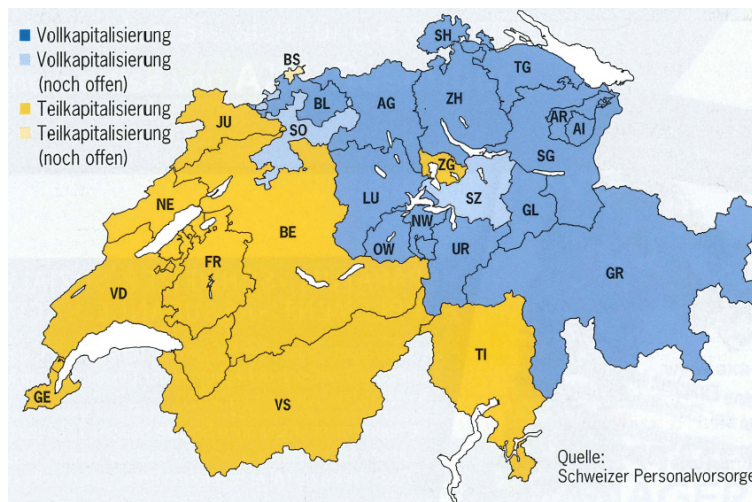 Vollkapitalisierung
Vollkapitalisierung
(noch offen)
Teilkapitalisierung
Teilkapitalisierung
(noch offen)
BS
SH
TG
BL
AG
ZH
JU
SO
AR
AI
ZG
SG
NE
LU
SZ
BE
NW
GL
FR
OW
UR
GR
VD
TI
GE
VS
Quelle:
Schweizer Personalvorsorge